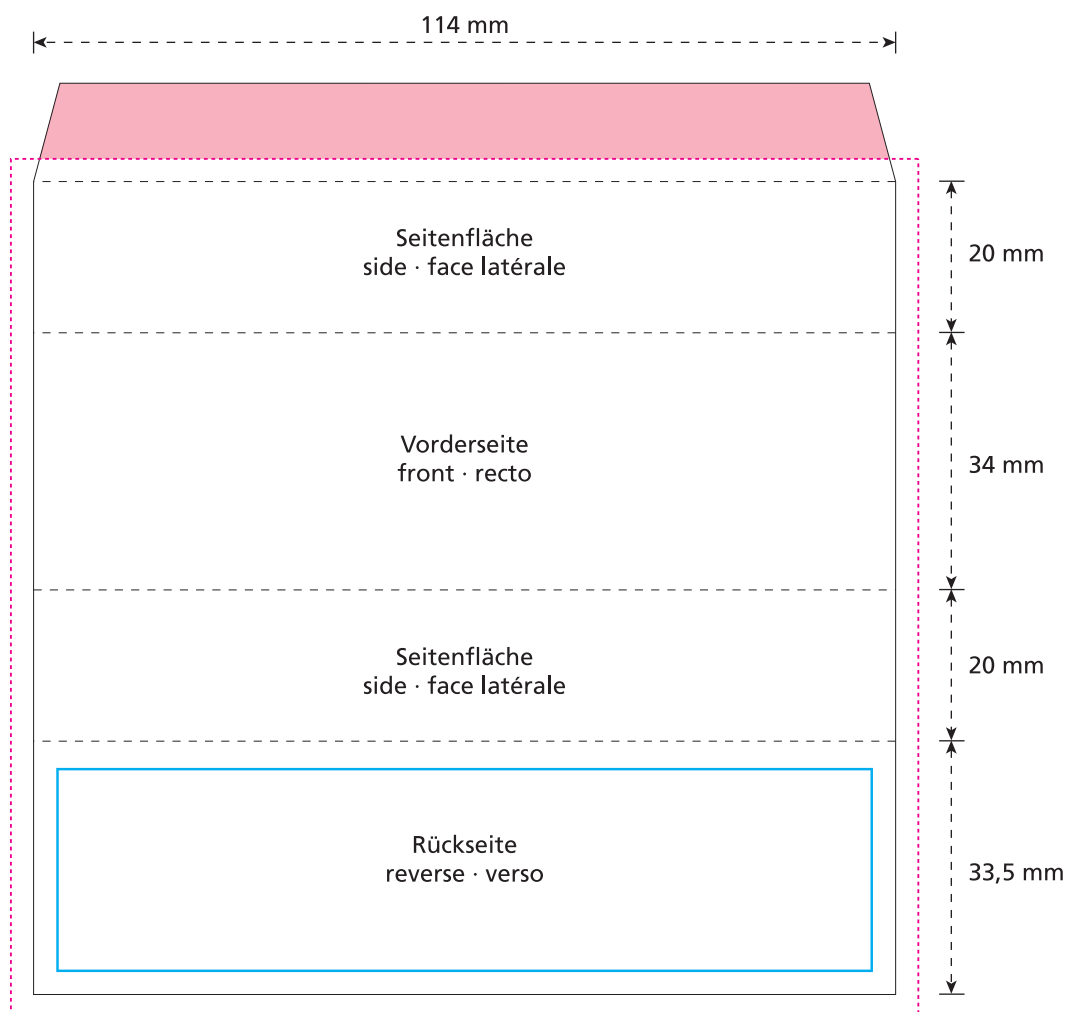 114 mm
Seitenfläche
side · face latérale
20 mm
Vorderseite
front · recto
34 mm
Seitenfläche
side · face latérale
20 mm
Rückseite
reverse · verso
33,5 mm